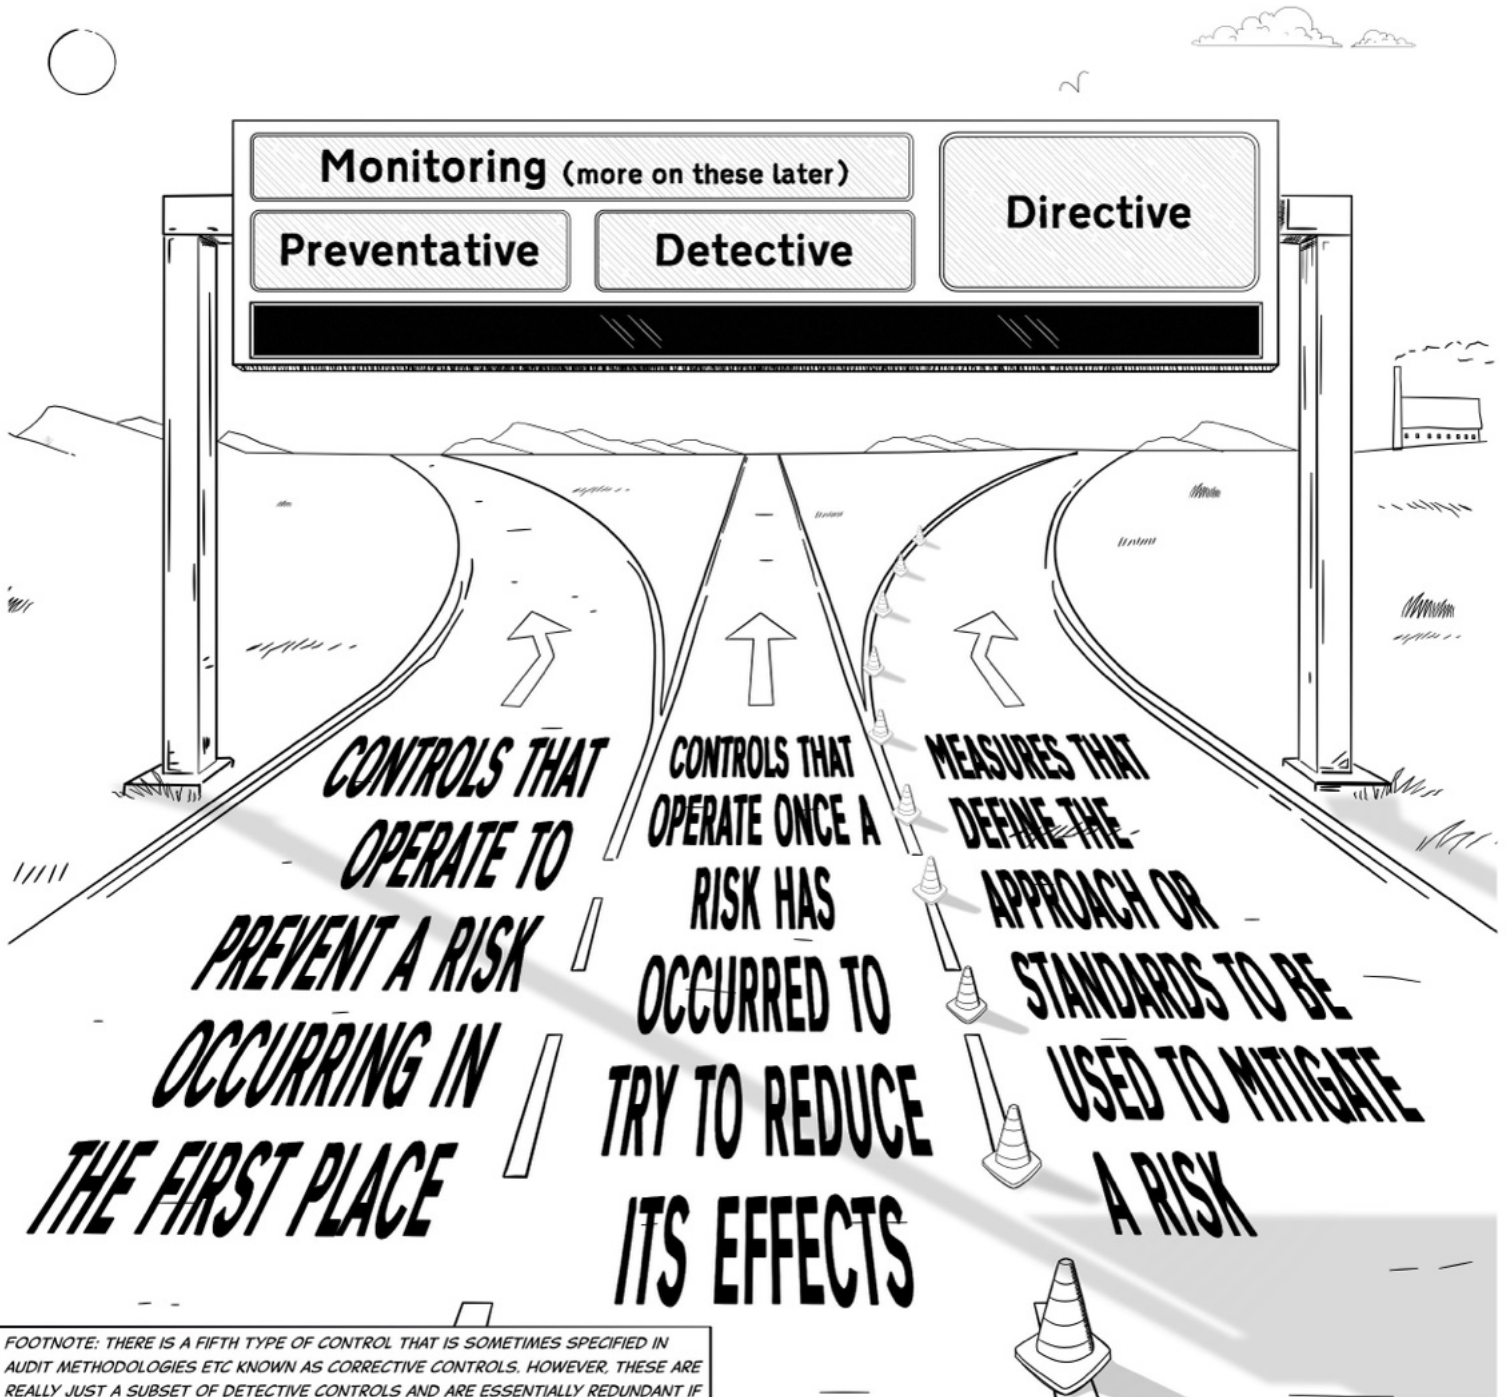 Monitoring (more on these later)
Directive
Preventative
Detective
CONTROLS THAT
OPERATE TO
PREVENT A RISK
OCCURRING IN
THE FIRST PLACE
CONTROLS THAT
OPERATE ONCE A
RISK HAS
OCCURRED TO
TRY TO REDUCE
ITS EFFECTS
MEASURES THAT
DEFINE THE
APPROACH OR
STANDARDS TO BE
USED TO MITIGATE
A RISK
FOOTNOTE: THERE IS A FIFTH TYPE OF CONTROL THAT IS SOMETIMES SPECIFIED IN
AUDIT METHODOLOGIES ETC KNOWN AS CORRECTIVE CONTROLS. HOWEVER, THESE ARE
REALLY JUST A SUBSET OF DETECTIVE CONTROLS AND ARE ESSENTIALLY REDUNDANT IF